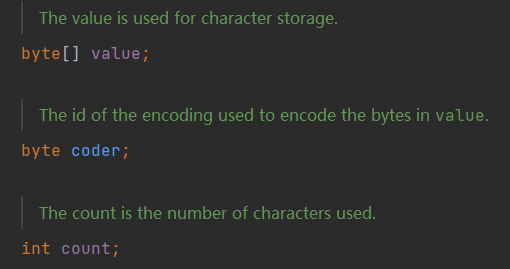 The value is used for character storage.
byte[] value;
The id of the encoding used to encode the bytes in value.
byte coder;
The count is the number of characters used.
int count;